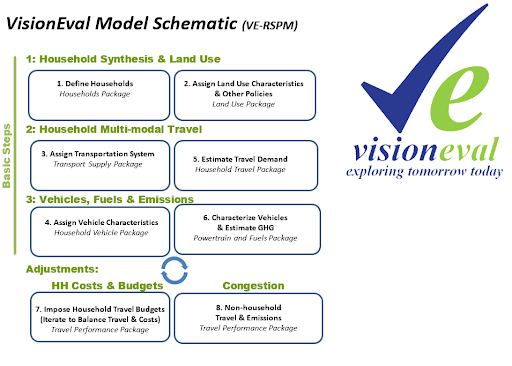 VisionEval Model Schematic (VE-RSPM)
1: Household Synthesis & Land Use
1. Define Households
Households Package
2. Assign Land Use Characteristics
& Other Policies
Land Use Package
2: Household Multi-modal Travel
3. Assign Transportation System
Transport Supply Package
5. Estimate Travel Demand
Household Travel Package
3: Vehicles, Fuels & Emissions
4. Assign Vehicle Characteristics
Household Vehicle Package
6. Characterize Vehicles
& Estimate GHG
Powertrain and Fuels Package
Basic Steps
Adjustments:
HH Costs & Budgets
7. Impose Household Travel Budgets
(Iterate to Balance Travel & Costs)
Travel Performance Package
Congestion
8. Non-household
Travel & Emissions
Travel Performance Package
e
visioneval
exploring tomorrow today